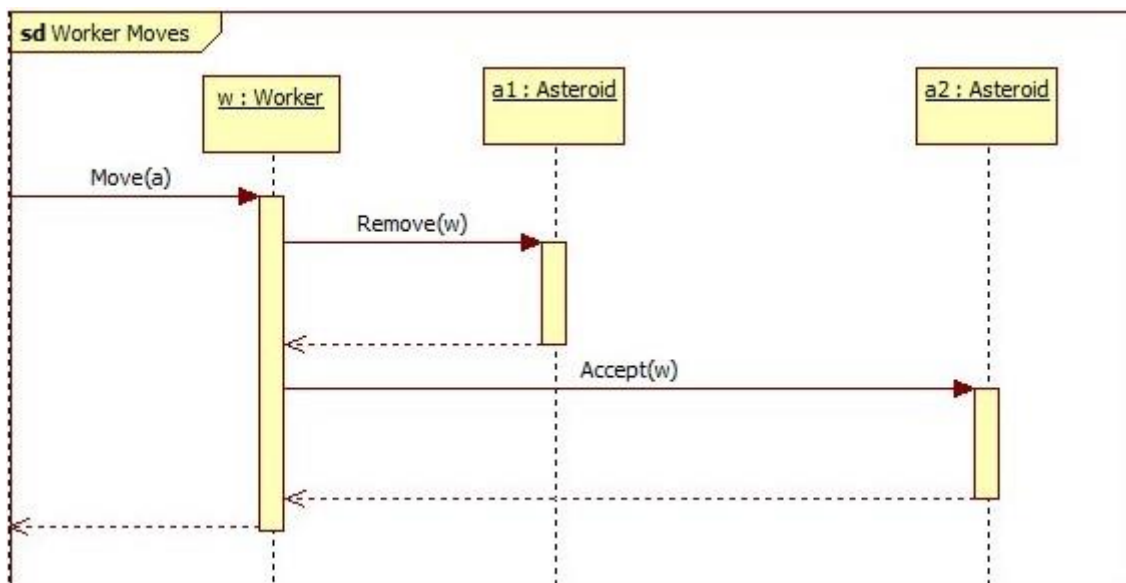 sd Worker Moves
w : Worker
a1 : Asteroid
a2 : Asteroid
Move(a)
Remove(w)
Accept(w)